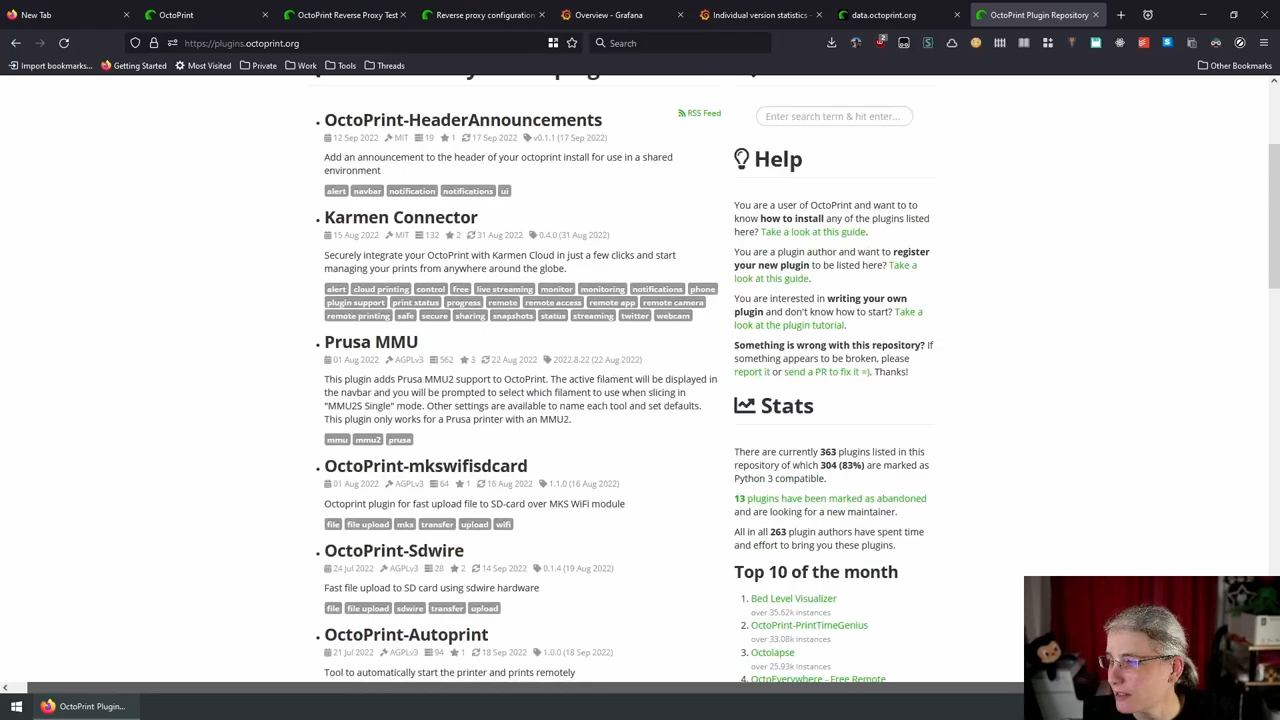 New Tab
OctoPrint
OctoPrint Reverse Proxy Test
Reverse proxy configuration
Overview - Grafana
Individual version statistics
data.octoprint.org
OctoPrint Plugin Repository
https://plugins.octoprint.org
Search
Import bookmarks...
Getting Started
Most Visited
Private
Work
Tools
Threads
Other Bookmarks
OctoPrint-HeaderAnnouncements
RSS Feed
12 Sep 2022 MIT 19 1 17 Sep 2022 v0.1.1 (17 Sep 2022)
Add an announcement to the header of your octoprint install for use in a shared
environment
alert navbar notification notifications ui
Karmen Connector
15 Aug 2022 MIT 132 2 31 Aug 2022 0.4.0 (31 Aug 2022)
Securely integrate your OctoPrint with Karmen Cloud in just a few clicks and start
managing your prints from anywhere around the globe.
alert cloud printing control free live streaming monitor monitoring notifications phone
plugin support print status progress remote remote access remote app remote camera
remote printing safe secure sharing snapshots status streaming twitter webcam
Prusa MMU
01 Aug 2022 AGPLv3 562 3 22 Aug 2022 2022.8.22 (22 Aug 2022)
This plugin adds Prusa MMU2 support to OctoPrint. The active filament will be displayed in
the navbar and you will be prompted to select which filament to use when slicing in
"MMU2S Single" mode. Other settings are available to name each tool and set defaults.
This plugin only works for a Prusa printer with an MMU2.
mmu mmu2 prusa
OctoPrint-mkswifisdcard
01 Aug 2022 AGPLv3 64 1 16 Aug 2022 1.1.0 (16 Aug 2022)
Octoprint plugin for fast upload file to SD-card over MKS WiFi module
file file upload mks transfer upload wifi
OctoPrint-Sdwire
24 Jul 2022 AGPLv3 28 2 14 Sep 2022 0.1.4 (19 Aug 2022)
Fast file upload to SD card using sdwire hardware
file file upload sdwire transfer upload
OctoPrint-Autoprint
21 Jul 2022 AGPLv3 94 1 18 Sep 2022 1.0.0 (18 Sep 2022)
Tool to automatically start the printer and prints remotely
Enter search term & hit enter...
Help
You are a user of OctoPrint and want to to
know how to install any of the plugins listed
here? Take a look at this guide.
You are a plugin author and want to register
your new plugin to be listed here? Take a
look at this guide.
You are interested in writing your own
plugin and don't know how to start? Take a
look at the plugin tutorial.
Something is wrong with this repository? If
something appears to be broken, please
report it or send a PR to fix it =). Thanks!
Stats
There are currently 363 plugins listed in this
repository of which 304 (83%) are marked as
Python 3 compatible.
13 plugins have been marked as abandoned
and are looking for a new maintainer.
All in all 263 plugin authors have spent time
and effort to bring you these plugins.
Top 10 of the month
1. Bed Level Visualizer
over 35.62k instances
2. OctoPrint-PrintTimeGenius
over 33.08k instances
3. Octolapse
over 25.93k instances
4. OctoEverywhere - Free Remote
OctoPrint Plugin...